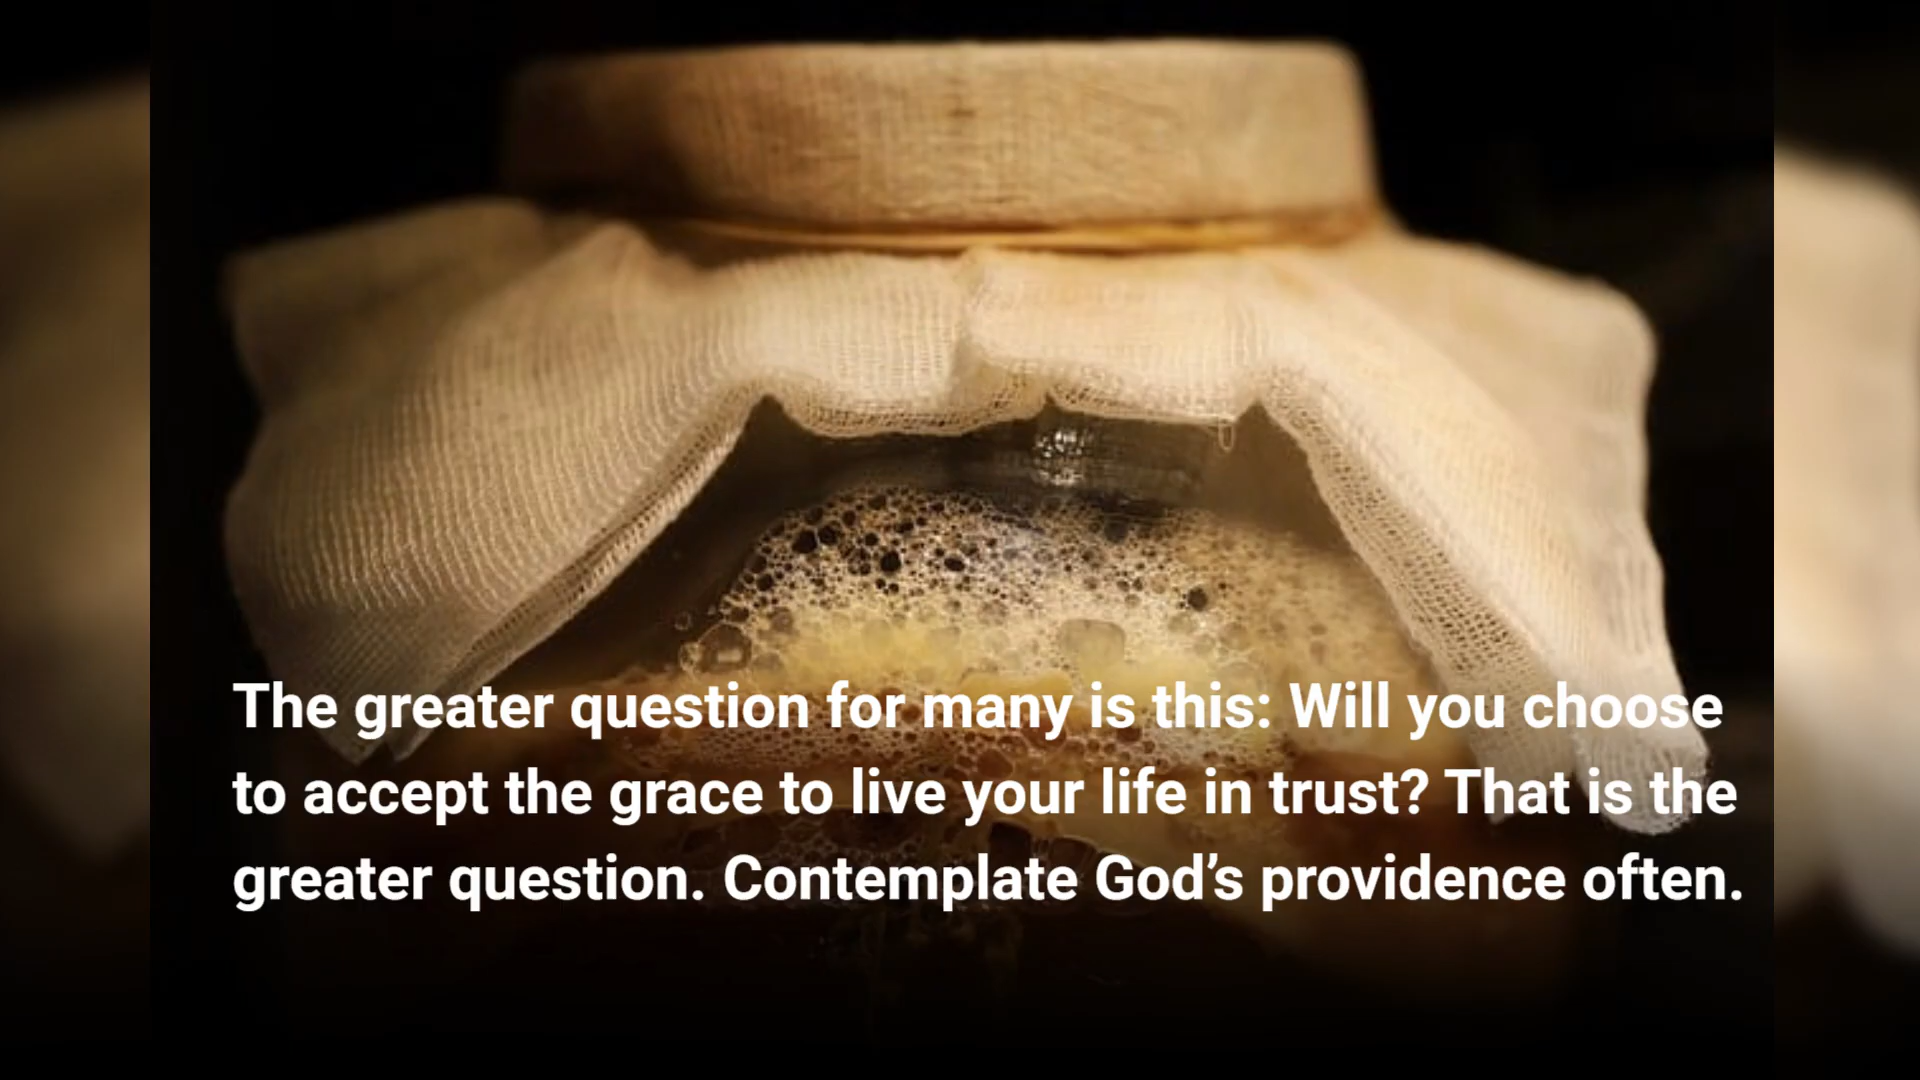 The greater question for many is this: Will you choose
to accept the grace to live your life in trust? That is the
greater question. Contemplate God’s providence often.